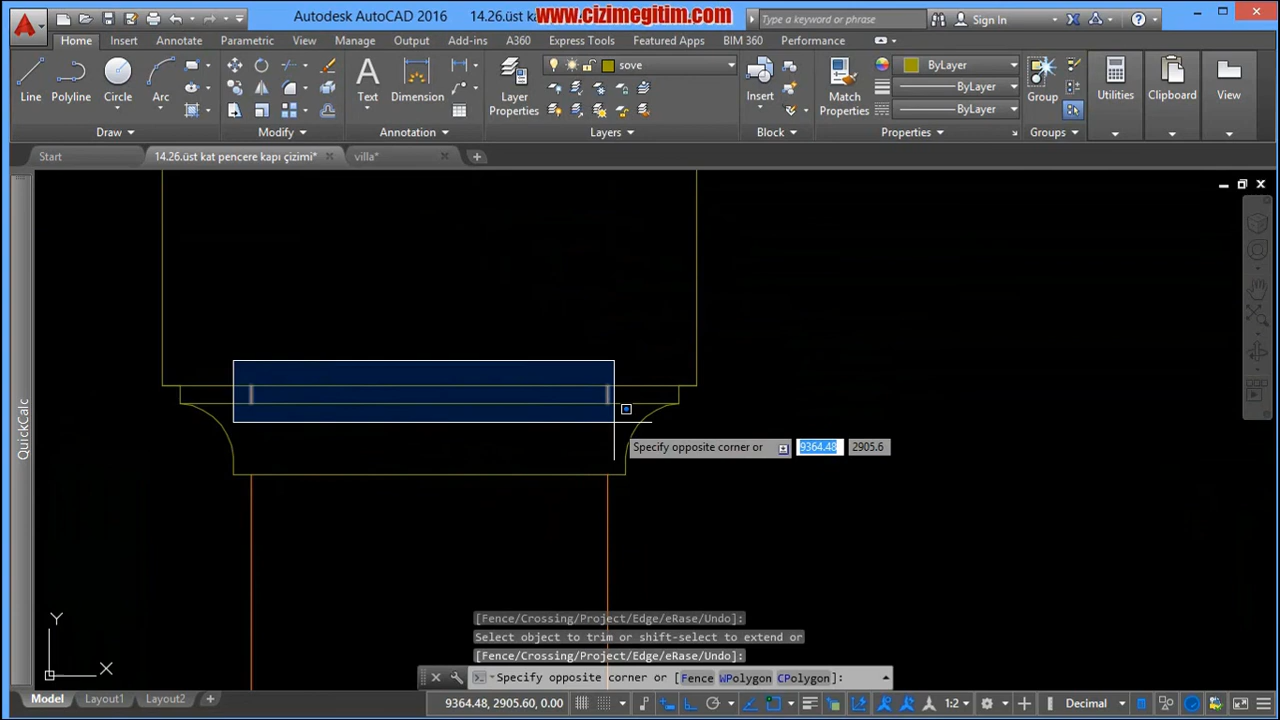 Autodesk AutoCAD 2016 14.26.üst ka
www.cizimegitim.com
Type a keyword or phrase
Sign In
Home Insert Annotate Parametric View Manage Output Add-ins A360 Express Tools Featured Apps BIM 360 Performance
Line Polyline Circle Arc
Text Dimension
Layer Properties
sove
Insert
Match Properties
ByLayer
ByLayer
ByLayer
Group
Utilities
Clipboard
View
Draw Modify Annotation Layers Block Properties Groups
Start 14.26.üst kat pencere kapı çizimi* villa*
QuickCalc
Specify opposite corner or 9364.48 2905.6
Y
X
[Fence/Crossing/Project/Edge/eRase/Undo]:
Select object to trim or shift-select to extend or
[Fence/Crossing/Project/Edge/eRase/Undo]:
Specify opposite corner or [Fence WPolygon CPolygon]:
Model Layout1 Layout2 9364.48, 2905.60, 0.00 1:2 Decimal